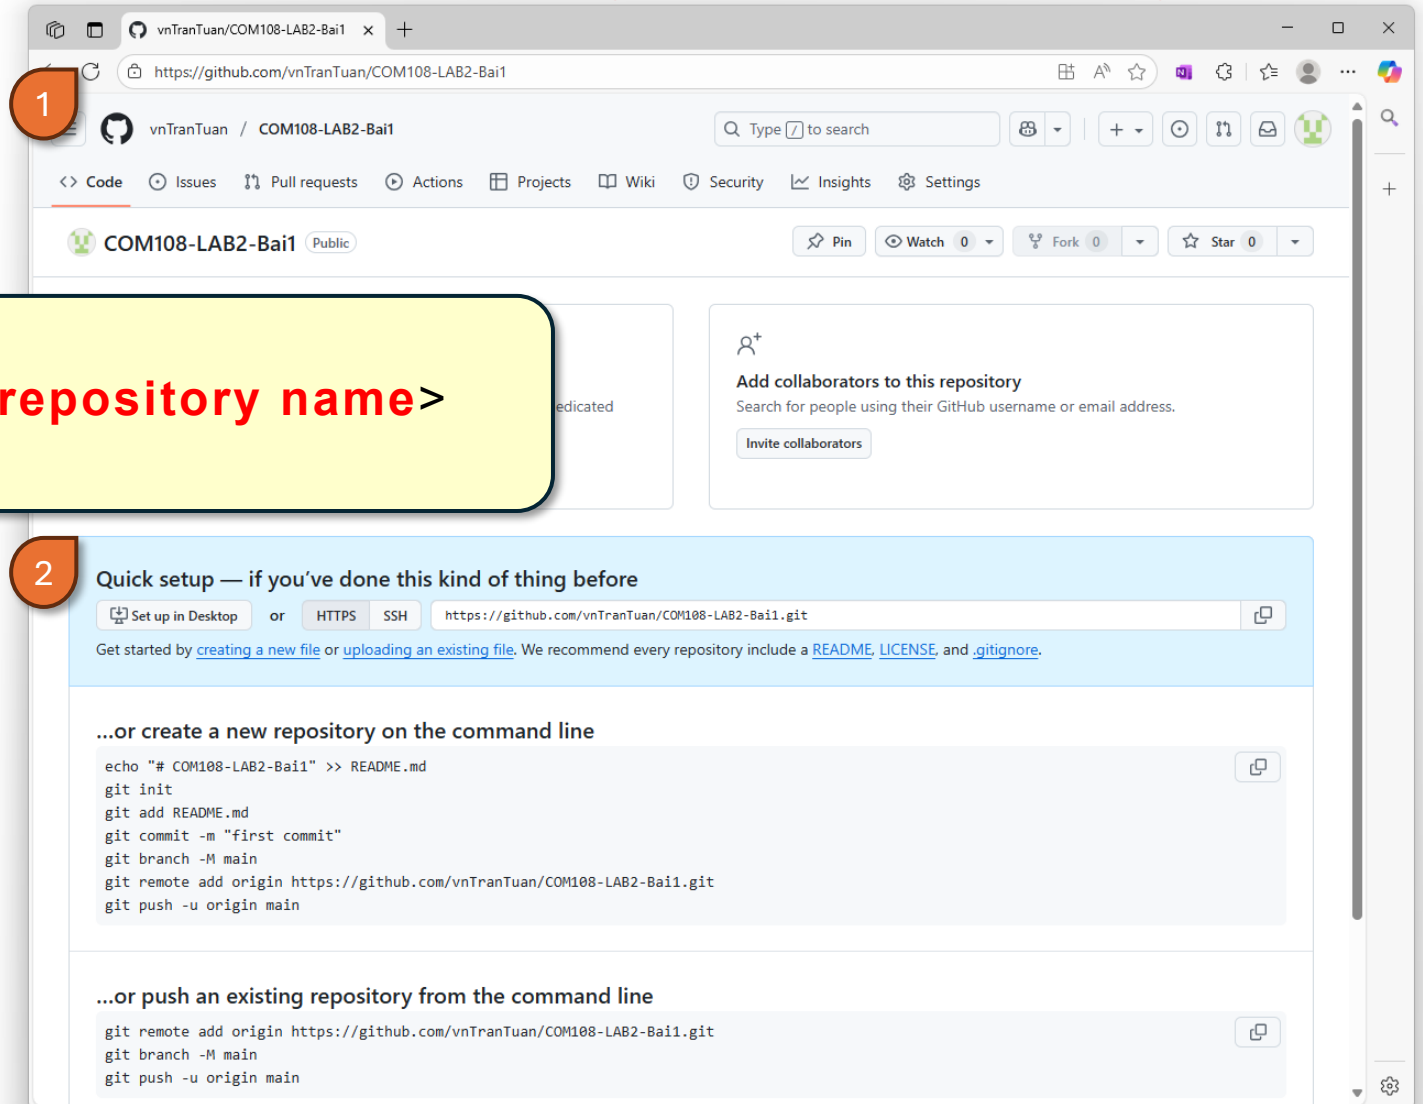 vnTranTuan/COM108-LAB2-Bai1
https://github.com/vnTranTuan/COM108-LAB2-Bai1
1
vnTranTuan / COM108-LAB2-Bai1
Type / to search
Code Issues Pull requests Actions Projects Wiki Security Insights Settings
COM108-LAB2-Bai1 Public
Pin Watch 0 Fork 0 Star 0
repository name>
edicated
Add collaborators to this repository
Search for people using their GitHub username or email address.
Invite collaborators
2
Quick setup — if you’ve done this kind of thing before
Set up in Desktop or HTTPS SSH https://github.com/vnTranTuan/COM108-LAB2-Bai1.git
Get started by creating a new file or uploading an existing file. We recommend every repository include a README, LICENSE, and .gitignore.
...or create a new repository on the command line
echo "# COM108-LAB2-Bai1" >> README.md
git init
git add README.md
git commit -m "first commit"
git branch -M main
git remote add origin https://github.com/vnTranTuan/COM108-LAB2-Bai1.git
git push -u origin main
...or push an existing repository from the command line
git remote add origin https://github.com/vnTranTuan/COM108-LAB2-Bai1.git
git branch -M main
git push -u origin main